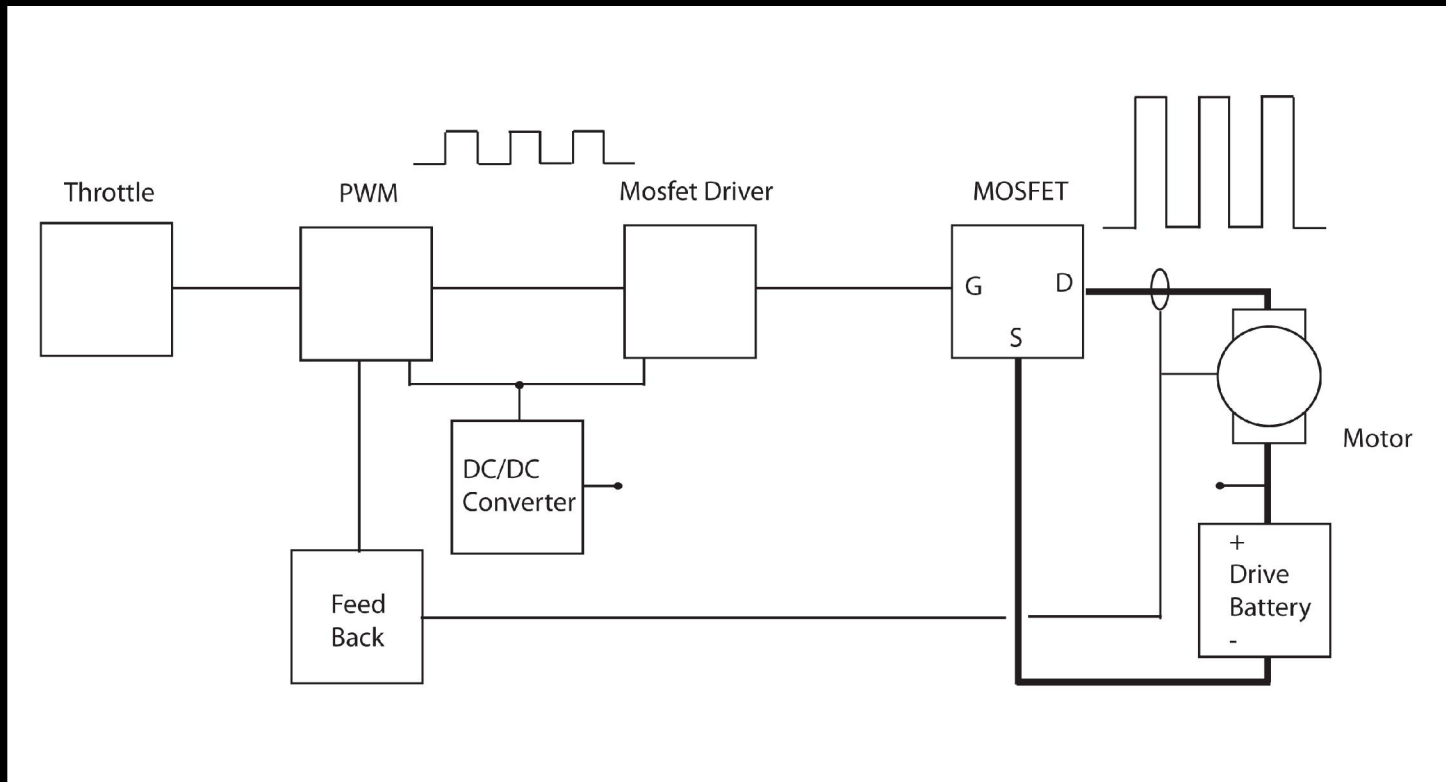 Throttle
PWM
Mosfet Driver
MOSFET
G
D
S
Motor
DC/DC
Converter
+
Drive
Battery
-
Feed
Back